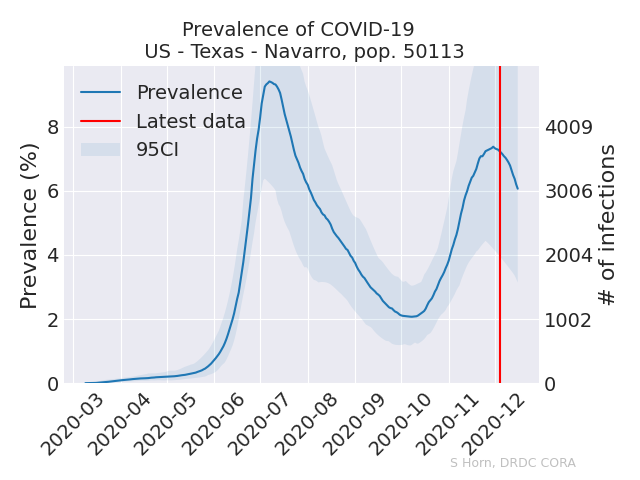 Prevalence of COVID-19
US - Texas - Navarro, pop. 50113
Prevalence
Latest data
95CI
Prevalence (%)
8
6
4
2
0
4009
3006
2004
1002
0
# of infections
2020-03
2020-04
2020-05
2020-06
2020-07
2020-08
2020-09
2020-10
2020-11
2020-12
S Horn, DRDC CORA